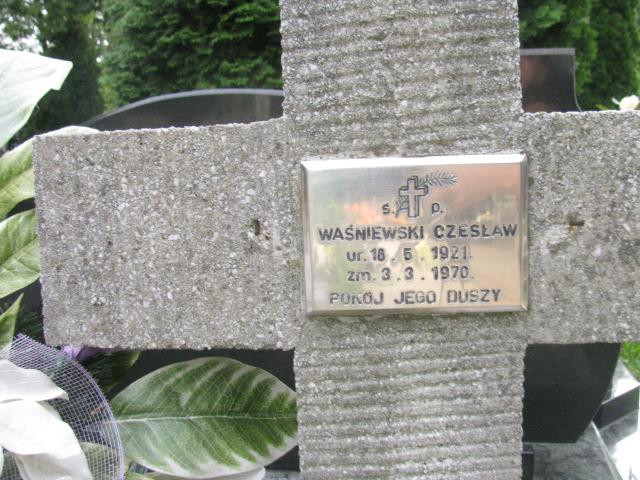 ś. p.
WAŚNIEWSKI CZESŁAW
ur. 18. 5. 1921.
zm. 3. 3. 1970.
POKÓJ JEGO DUSZY